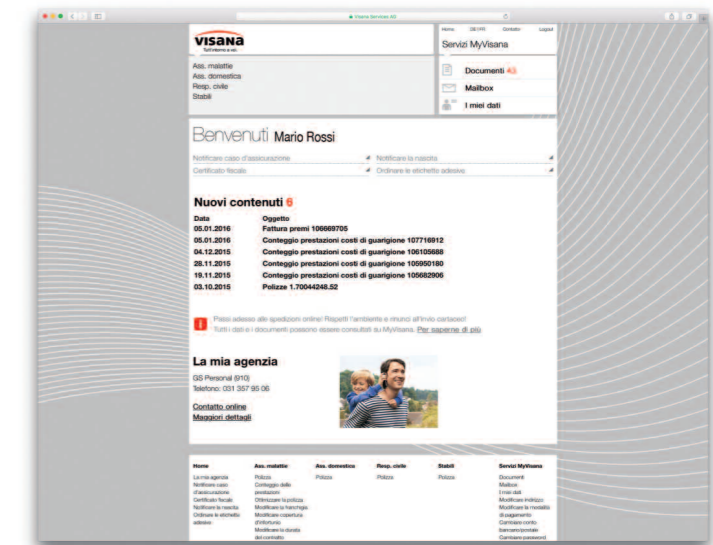 Visana Services AG
Home DE|FR Contatto Logout
visana
Tutt'intorno a voi.
Servizi MyVisana
Ass. malattie
Ass. domestica
Resp. civile
Stabili
Documenti 43
Mailbox
I miei dati
Benvenuti Mario Rossi
Notificare caso d'assicurazione
Notificare la nascita
Certificato fiscale
Ordinare le etichette adesive
Nuovi contenuti 6
Data Oggetto
05.01.2016 Fattura premi 106669705
05.01.2016 Conteggio prestazioni costi di guarigione 107716912
04.12.2015 Conteggio prestazioni costi di guarigione 106105688
28.11.2015 Conteggio prestazioni costi di guarigione 105950180
19.11.2015 Conteggio prestazioni costi di guarigione 105682906
03.10.2015 Polizze 1.70044248.52
Passi adesso alle spedizioni online! Rispetti l'ambiente e rinunci all'invio cartaceo!
Tutti i dati e i documenti possono essere consultati su MyVisana. Per saperne di più
La mia agenzia
GS Personal (910)
Telefono: 031 357 95 06
Contatto online
Maggiori dettagli
Home
La mia agenzia
Notificare caso
d'assicurazione
Certificato fiscale
Notificare la nascita
Ordinare le etichette
adesive
Ass. malattie
Polizza
Conteggio delle
prestazioni
Ottimizzare la polizza
Modificare la franchigia
Modificare copertura
d'infortunio
Modificare la durata
del contratto
Ass. domestica
Polizza
Resp. civile
Polizza
Stabili
Polizza
Servizi MyVisana
Documenti
Mailbox
I miei dati
Modificare indirizzo
Modificare la modalità
di pagamento
Cambiare conto
bancario/postale
Cambiare password